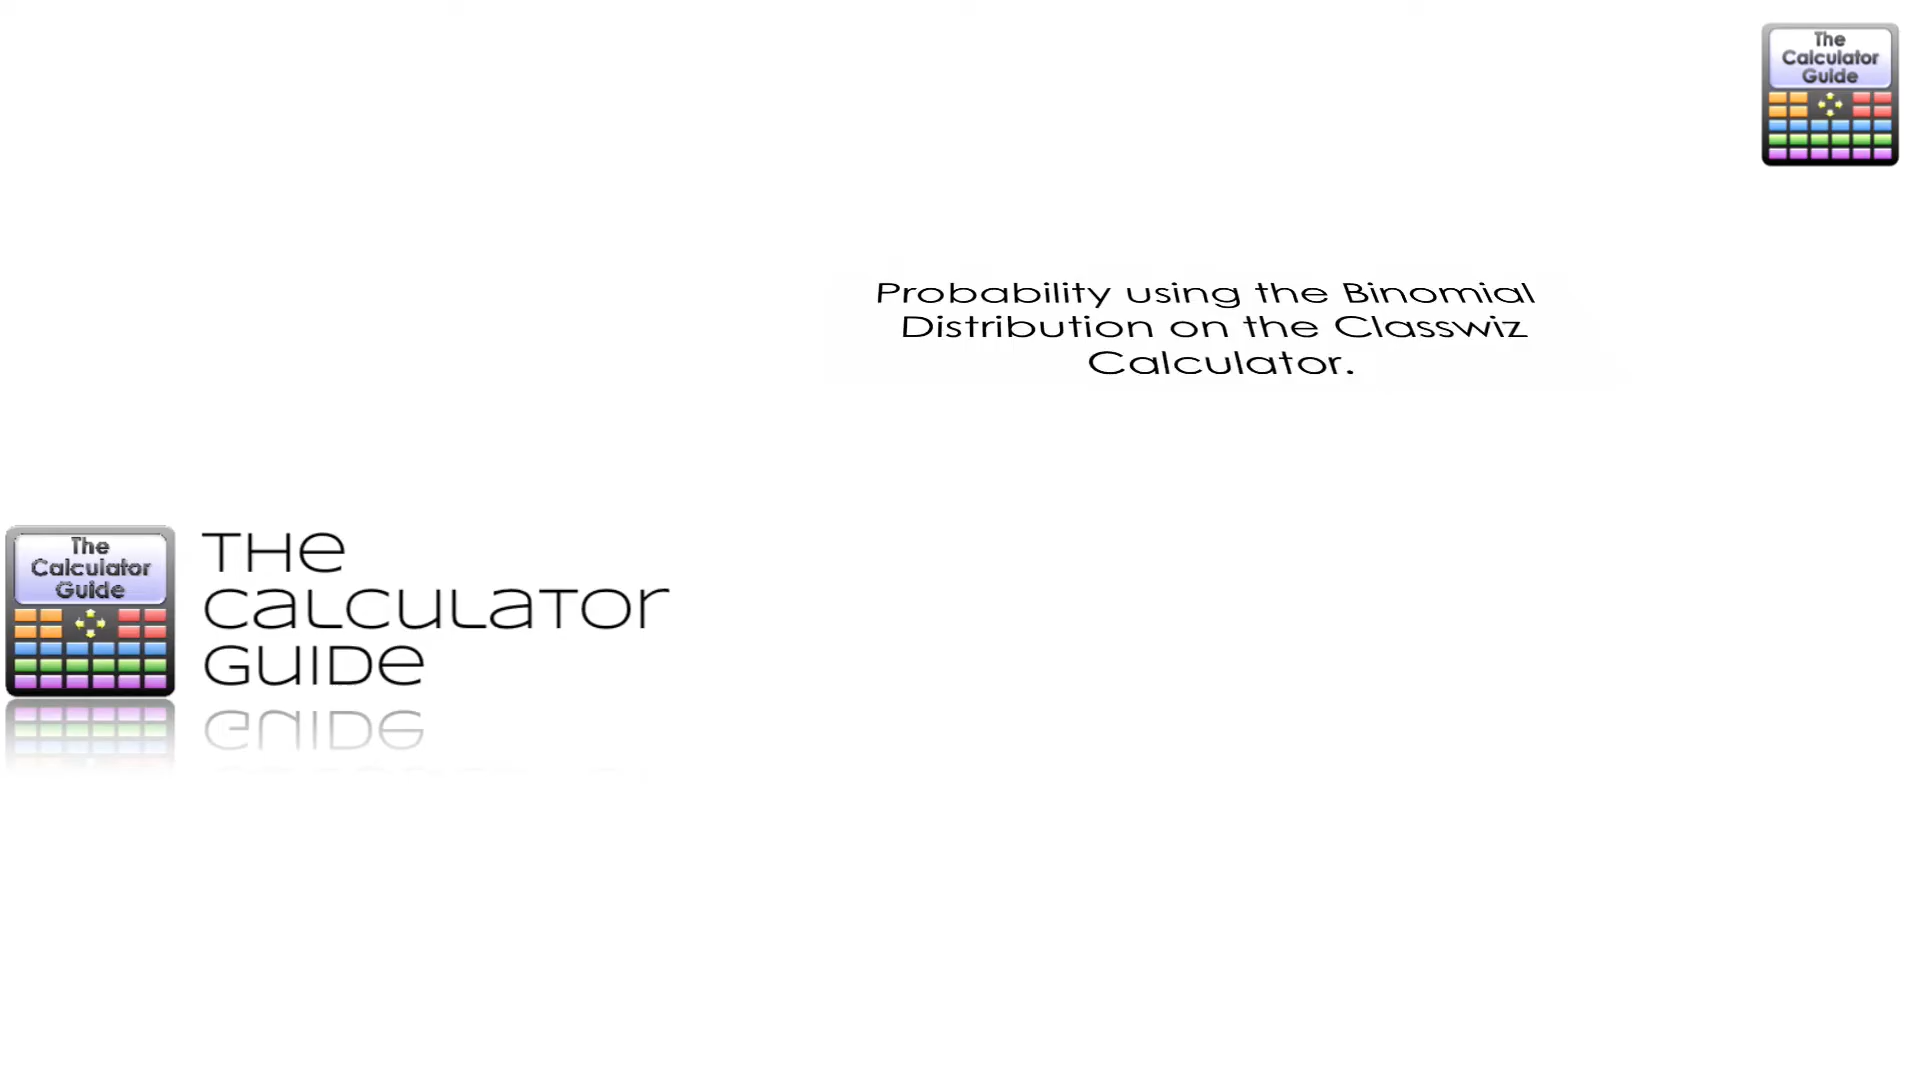 The
Calculator
Guide
Probability using the Binomial
Distribution on the Classwiz
Calculator.
The
Calculator
Guide
THe
CaLCULaTOr
GUIDe